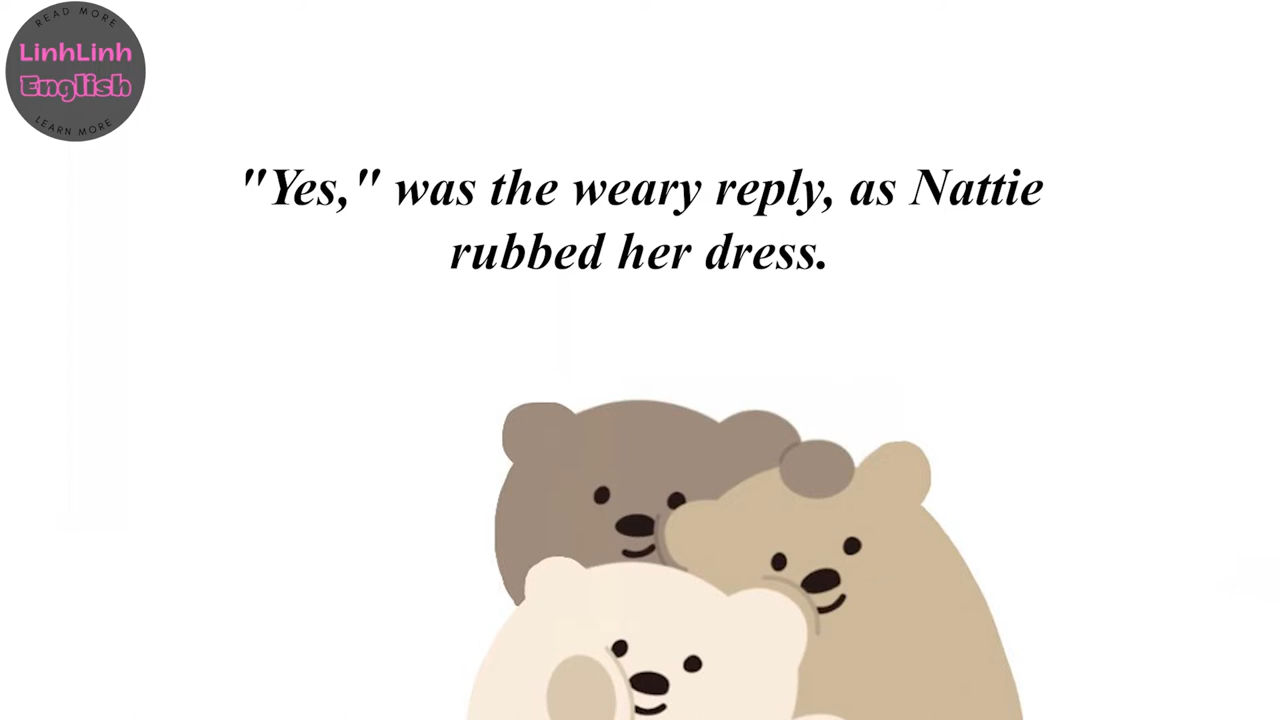 READ MORE
LinhLinh
English
LEARN MORE
"Yes," was the weary reply, as Nattie
rubbed her dress.